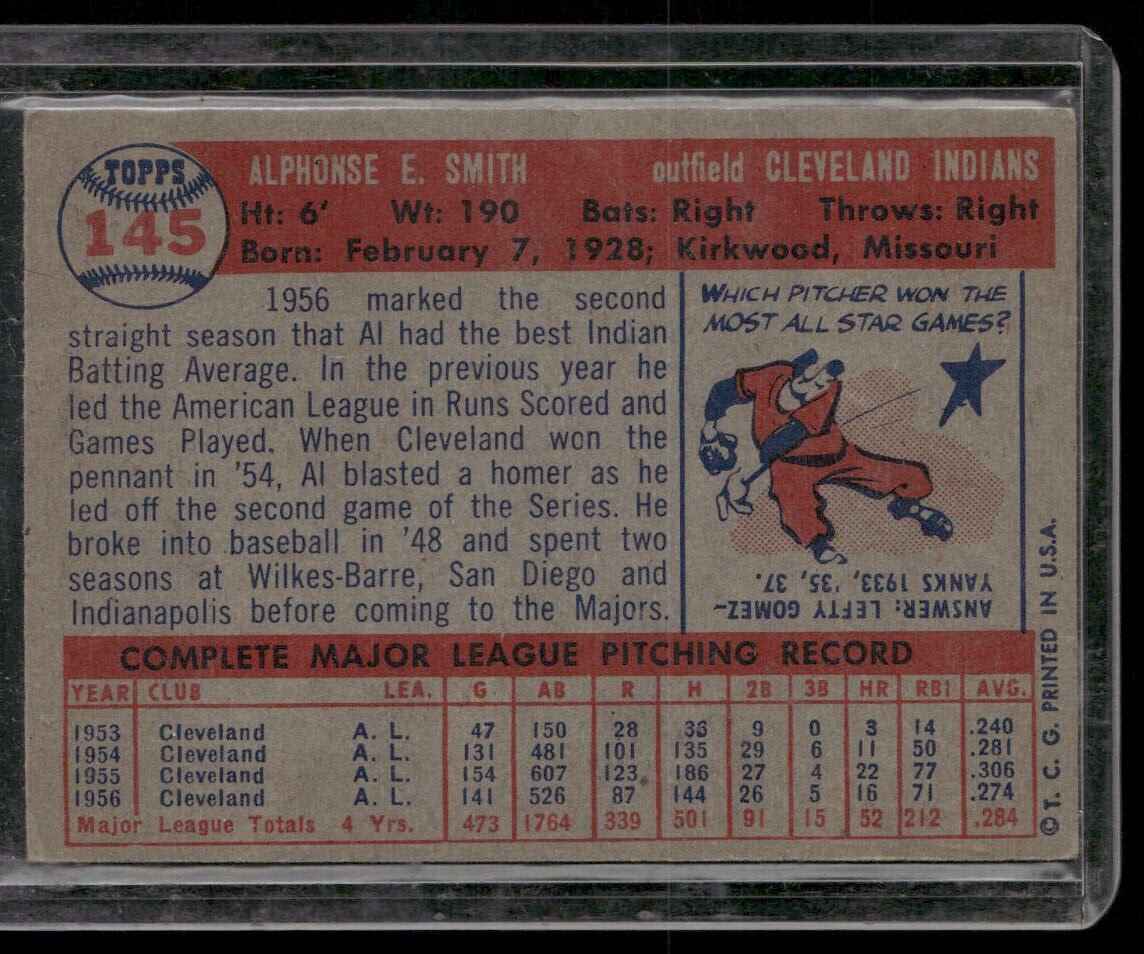 TOPPS
145
ALPHONSE E. SMITH outfield CLEVELAND INDIANS
Ht: 6' Wt: 190 Bats: Right Throws: Right
Born: February 7, 1928; Kirkwood, Missouri
1956 marked the second
straight season that Al had the best Indian
Batting Average. In the previous year he
led the American League in Runs Scored and
Games Played. When Cleveland won the
pennant in '54, Al blasted a homer as he
led off the second game of the Series. He
broke into baseball in '48 and spent two
seasons at Wilkes-Barre, San Diego and
Indianapolis before coming to the Majors.
WHICH PITCHER WON THE
MOST ALL STAR GAMES?
ANSWER: LEFTY GOMEZ-
YANKS 1933, '35, '37.
COMPLETE MAJOR LEAGUE PITCHING RECORD
YEAR CLUB LEA. G AB R H 2B 3B HR RBI AVG.
1953 Cleveland A. L. 47 150 28 36 9 0 3 14 .240
1954 Cleveland A. L. 131 481 101 135 29 6 11 50 .281
1955 Cleveland A. L. 154 607 123 186 27 4 22 77 .306
1956 Cleveland A. L. 141 526 87 144 26 5 16 71 .274
Major League Totals 4 Yrs. 473 1764 339 501 91 15 52 212 .284
© T. C. G. PRINTED IN U.S.A.